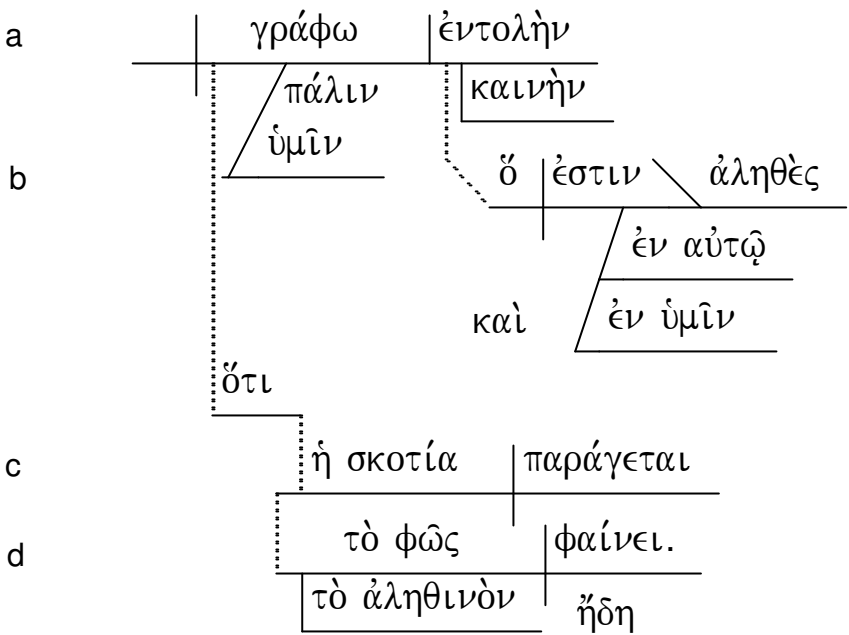 a γράφω ἐντολὴν
πάλιν καινὴν
ὑμῖν
b ὅ ἐστιν ἀληθὲς
ἐν αὐτῷ
καὶ ἐν ὑμῖν
ὅτι
c ἡ σκοτία παράγεται
d τὸ φῶς φαίνει.
τὸ ἀληθινὸν ἤδη